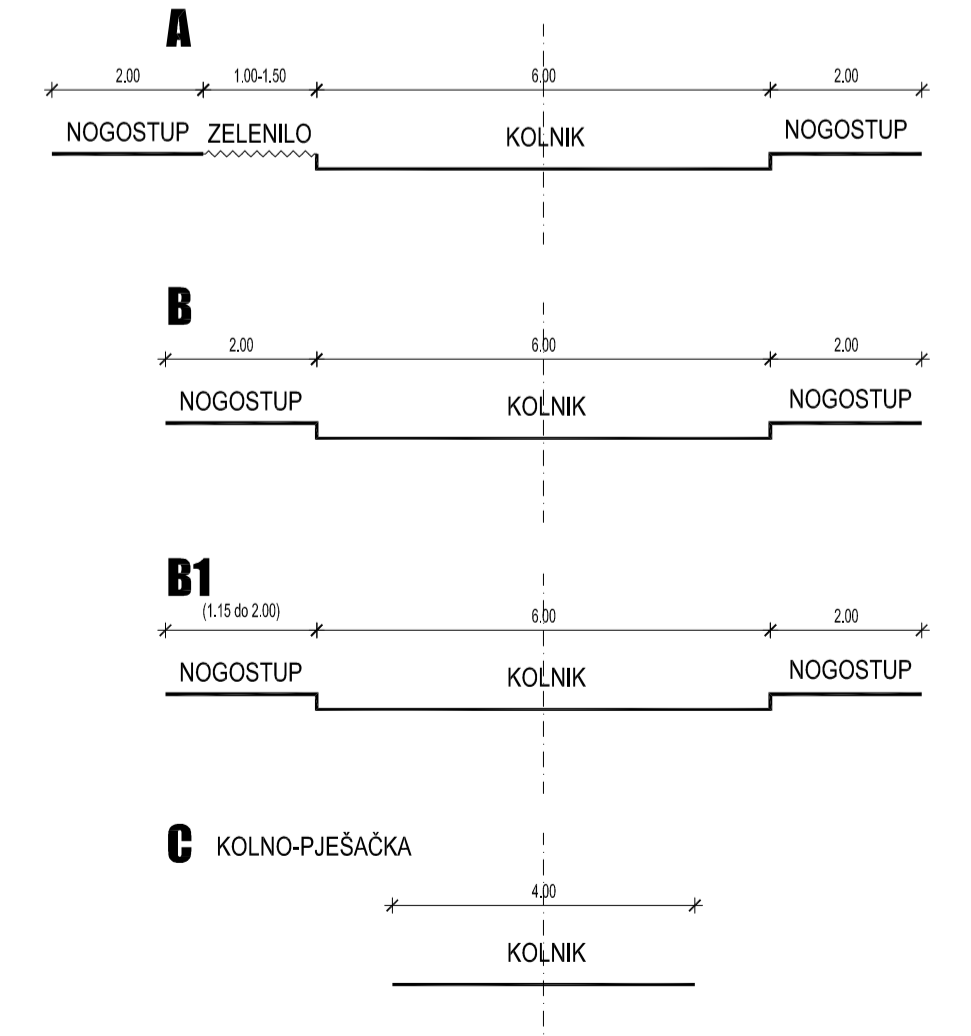 A
2.00 1.00-1.50 6.00 2.00
NOGOSTUP ZELENILO KOLNIK NOGOSTUP
B
2.00 6.00 2.00
NOGOSTUP KOLNIK NOGOSTUP
B1
(1.15 do 2.00) 6.00 2.00
NOGOSTUP KOLNIK NOGOSTUP
C KOLNO-PJEŠAČKA
4.00
KOLNIK